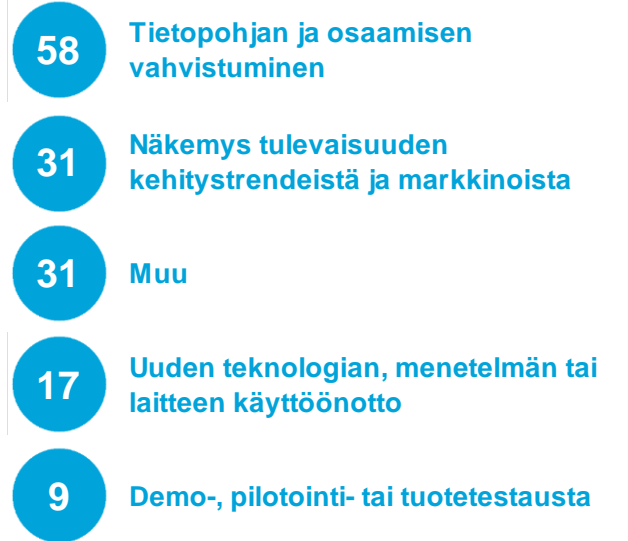 58
Tietopohjan ja osaamisen
vahvistuminen
31
Näkemys tulevaisuuden
kehitystrendeistä ja markkinoista
31
Muu
17
Uuden teknologian, menetelmän tai
laitteen käyttöönotto
9
Demo-, pilotointi- tai tuotetestausta